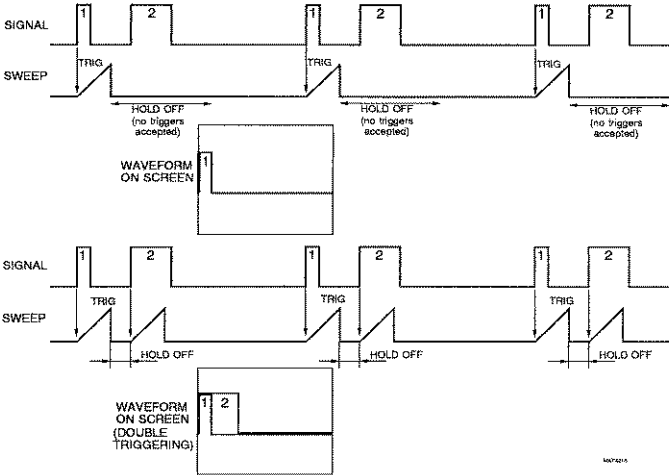 1 2 1 2 1 2
SIGNAL
TRIG TRIG TRIG
SWEEP
HOLD OFF HOLD OFF HOLD OFF
(no triggers (no triggers (no triggers
accepted) accepted) accepted)
1
WAVEFORM
ON SCREEN
1 2 1 2 1 2
SIGNAL
TRIG TRIG TRIG
SWEEP
HOLD OFF HOLD OFF HOLD OFF
1 2
WAVEFORM
ON SCREEN
(DOUBLE
TRIGGERING)